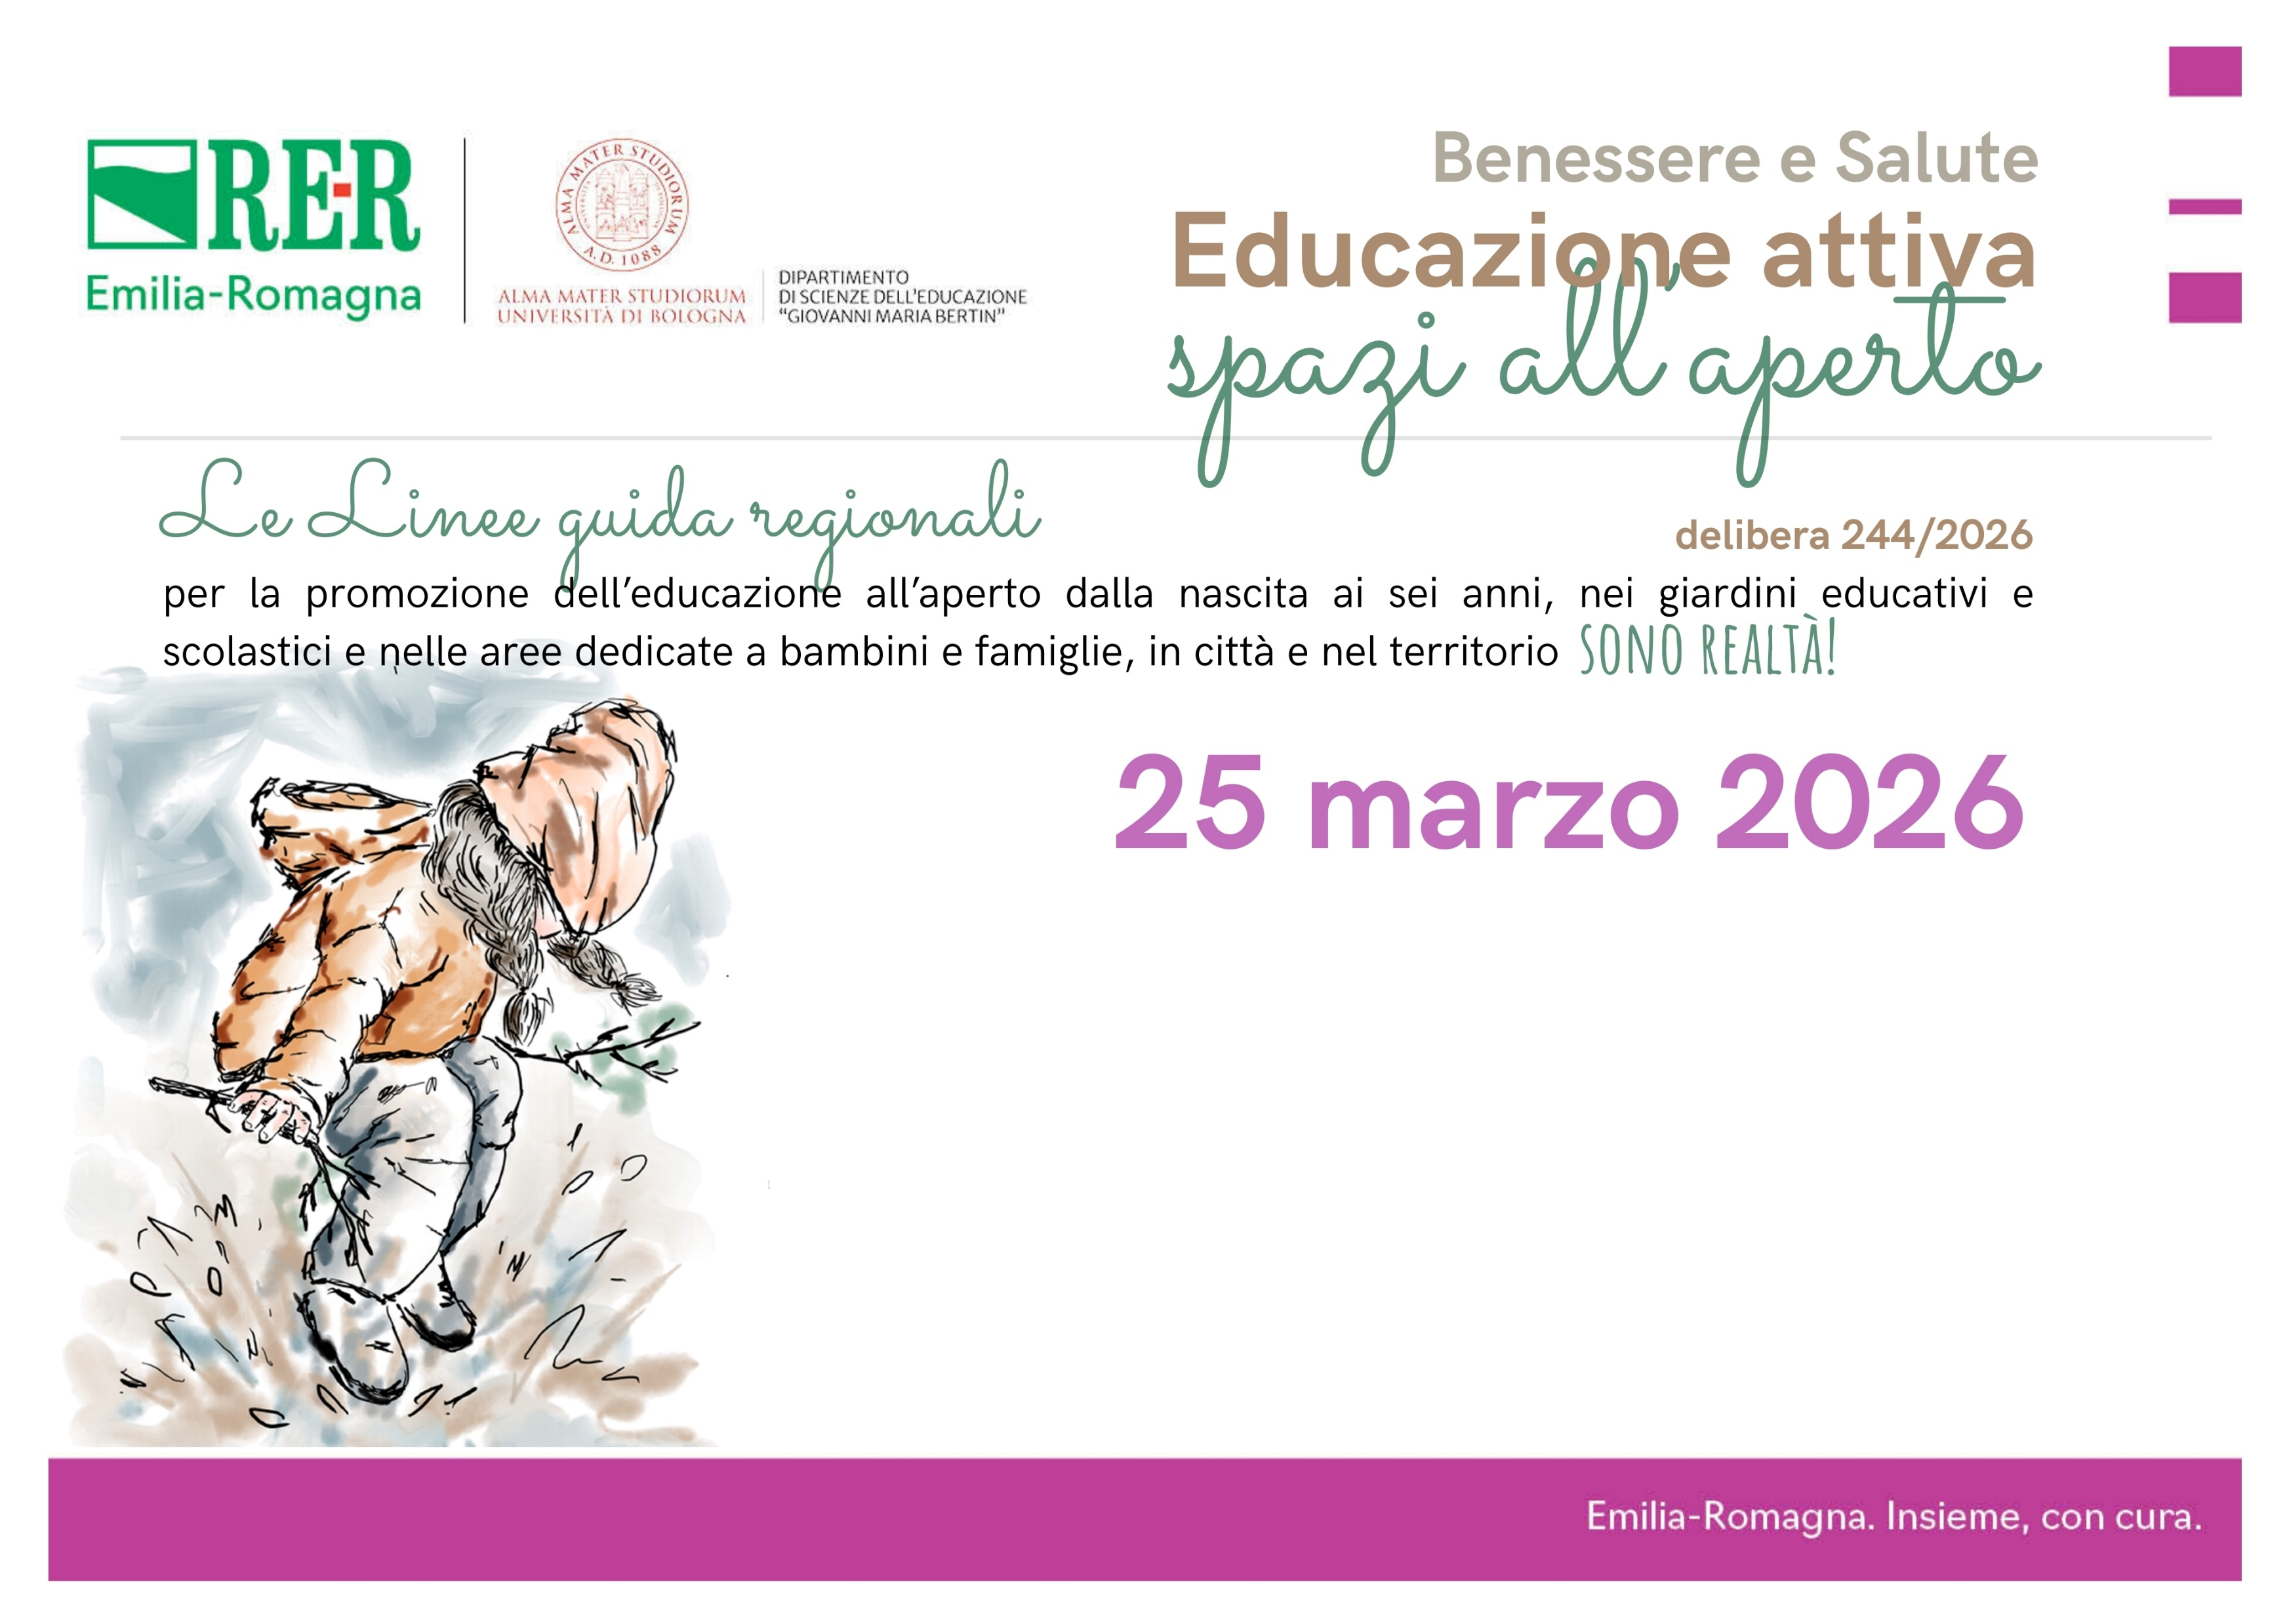 RER
Emilia-Romagna
ALMA MATER STUDIORUM
A.D. 1088
ALMA MATER STUDIORUM
UNIVERSITÀ DI BOLOGNA
DIPARTIMENTO
DI SCIENZE DELL'EDUCAZIONE
"GIOVANNI MARIA BERTIN"
Benessere e Salute
Educazione attiva
spazi all'aperto
Le Linee guida regionali
delibera 244/2026
per la promozione dell’educazione all’aperto dalla nascita ai sei anni, nei giardini educativi e
scolastici e nelle aree dedicate a bambini e famiglie, in città e nel territorio SONO REALTÀ!
25 marzo 2026
Emilia-Romagna. Insieme, con cura.